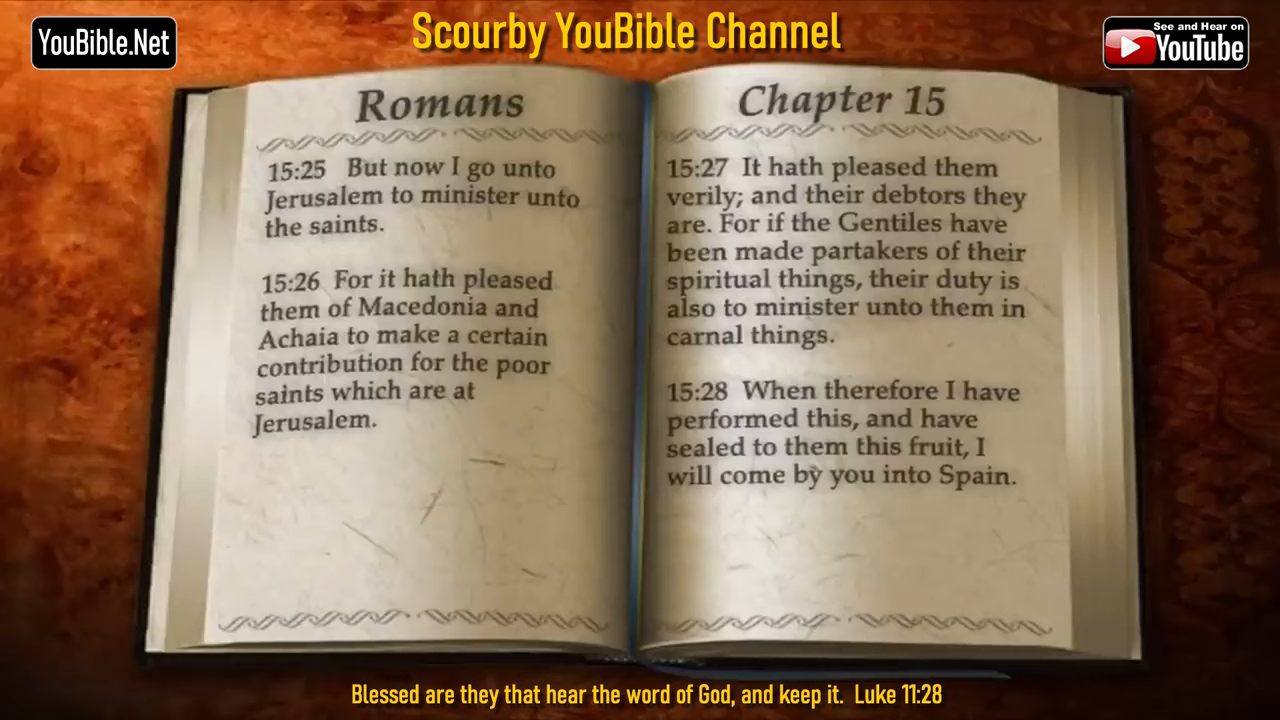 YouBible.Net
Scourby YouBible Channel
See and Hear on
YouTube
Romans
15:25 But now I go unto
Jerusalem to minister unto
the saints.
15:26 For it hath pleased
them of Macedonia and
Achaia to make a certain
contribution for the poor
saints which are at
Jerusalem.
Chapter 15
15:27 It hath pleased them
verily; and their debtors they
are. For if the Gentiles have
been made partakers of their
spiritual things, their duty is
also to minister unto them in
carnal things.
15:28 When therefore I have
performed this, and have
sealed to them this fruit, I
will come by you into Spain.
Blessed are they that hear the word of God, and keep it. Luke 11:28